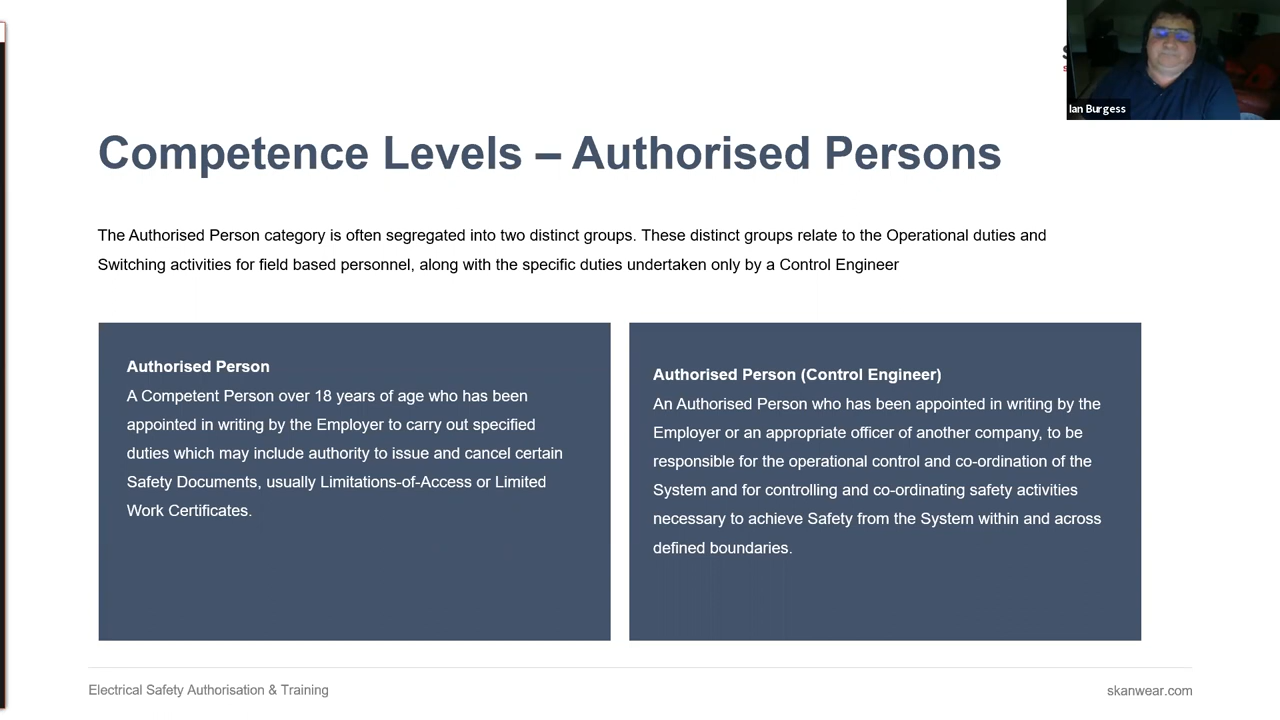 Ian Burgess
Competence Levels – Authorised Persons
The Authorised Person category is often segregated into two distinct groups. These distinct groups relate to the Operational duties and
Switching activities for field based personnel, along with the specific duties undertaken only by a Control Engineer
Authorised Person
A Competent Person over 18 years of age who has been
appointed in writing by the Employer to carry out specified
duties which may include authority to issue and cancel certain
Safety Documents, usually Limitations-of-Access or Limited
Work Certificates.
Authorised Person (Control Engineer)
An Authorised Person who has been appointed in writing by the
Employer or an appropriate officer of another company, to be
responsible for the operational control and co-ordination of the
System and for controlling and co-ordinating safety activities
necessary to achieve Safety from the System within and across
defined boundaries.
Electrical Safety Authorisation & Training
skanwear.com